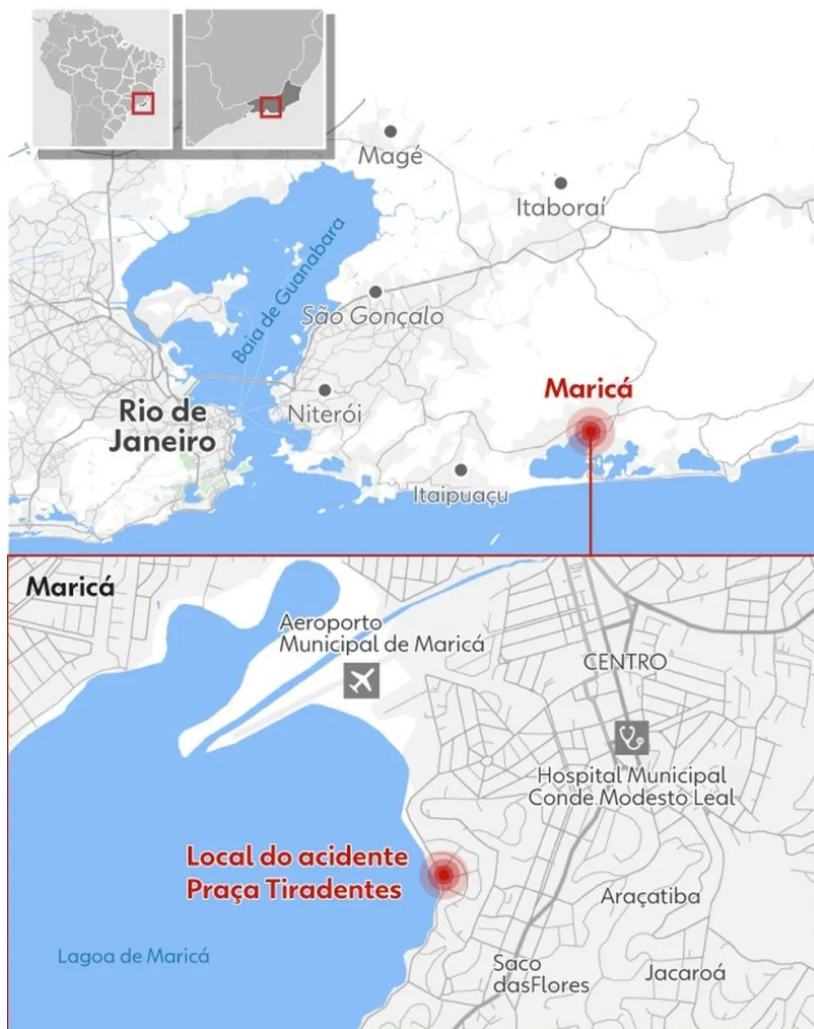 Magé
Itaboraí
Baia de Guanabara
São Gonçalo
Maricá
Niterói
Rio de
Janeiro
Itaipuaçu
Maricá
Aeroporto
Municipal de Maricá
CENTRO
Hospital Municipal
Conde Modesto Leal
Local do acidente
Praça Tiradentes
Araçatiba
Lagoa de Maricá
Saco
dasFlores
Jacaroá